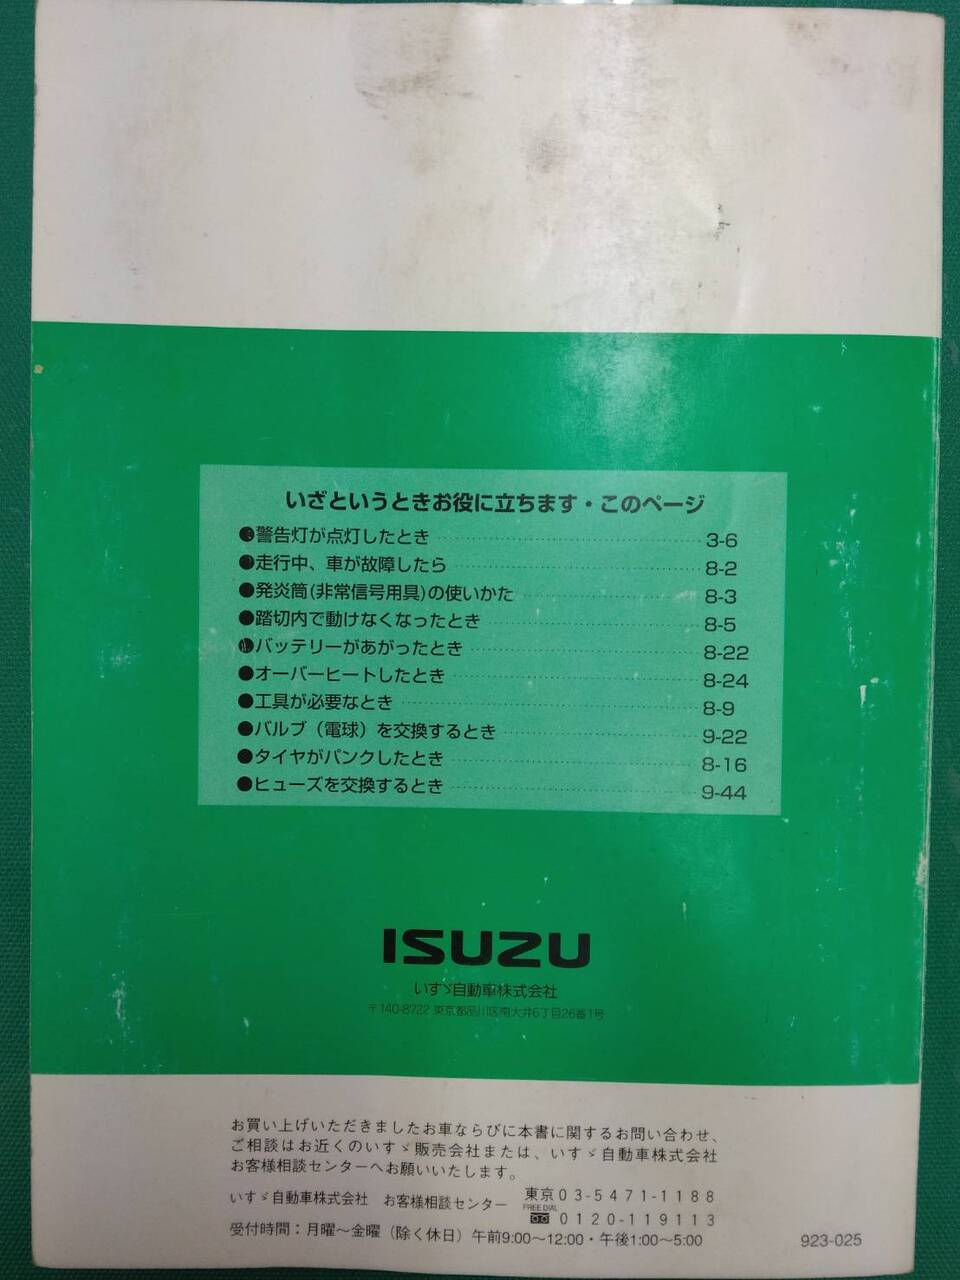 いざというときお役に立ちます・このページ
●警告灯が点灯したとき 3-6
●走行中、車が故障したら 8-2
●発炎筒(非常信号用具)の使いかた 8-3
●踏切内で動けなくなったとき 8-5
●バッテリーがあがったとき 8-22
●オーバーヒートしたとき 8-24
●工具が必要なとき 8-9
●バルブ（電球）を交換するとき 9-22
●タイヤがパンクしたとき 8-16
●ヒューズを交換するとき 9-44
ISUZU
いすゞ自動車株式会社
〒140-8722 東京都品川区南大井6丁目26番1号
お買い上げいただきましたお車ならびに本書に関するお問い合わせ、
ご相談はお近くのいすゞ販売会社または、いすゞ自動車株式会社
お客様相談センターへお願いいたします。
いすゞ自動車株式会社 お客様相談センター 東京03-5471-1188
FREE DIAL
0120-119113
受付時間：月曜～金曜（除く休日）午前9:00～12:00・午後1:00～5:00
923-025